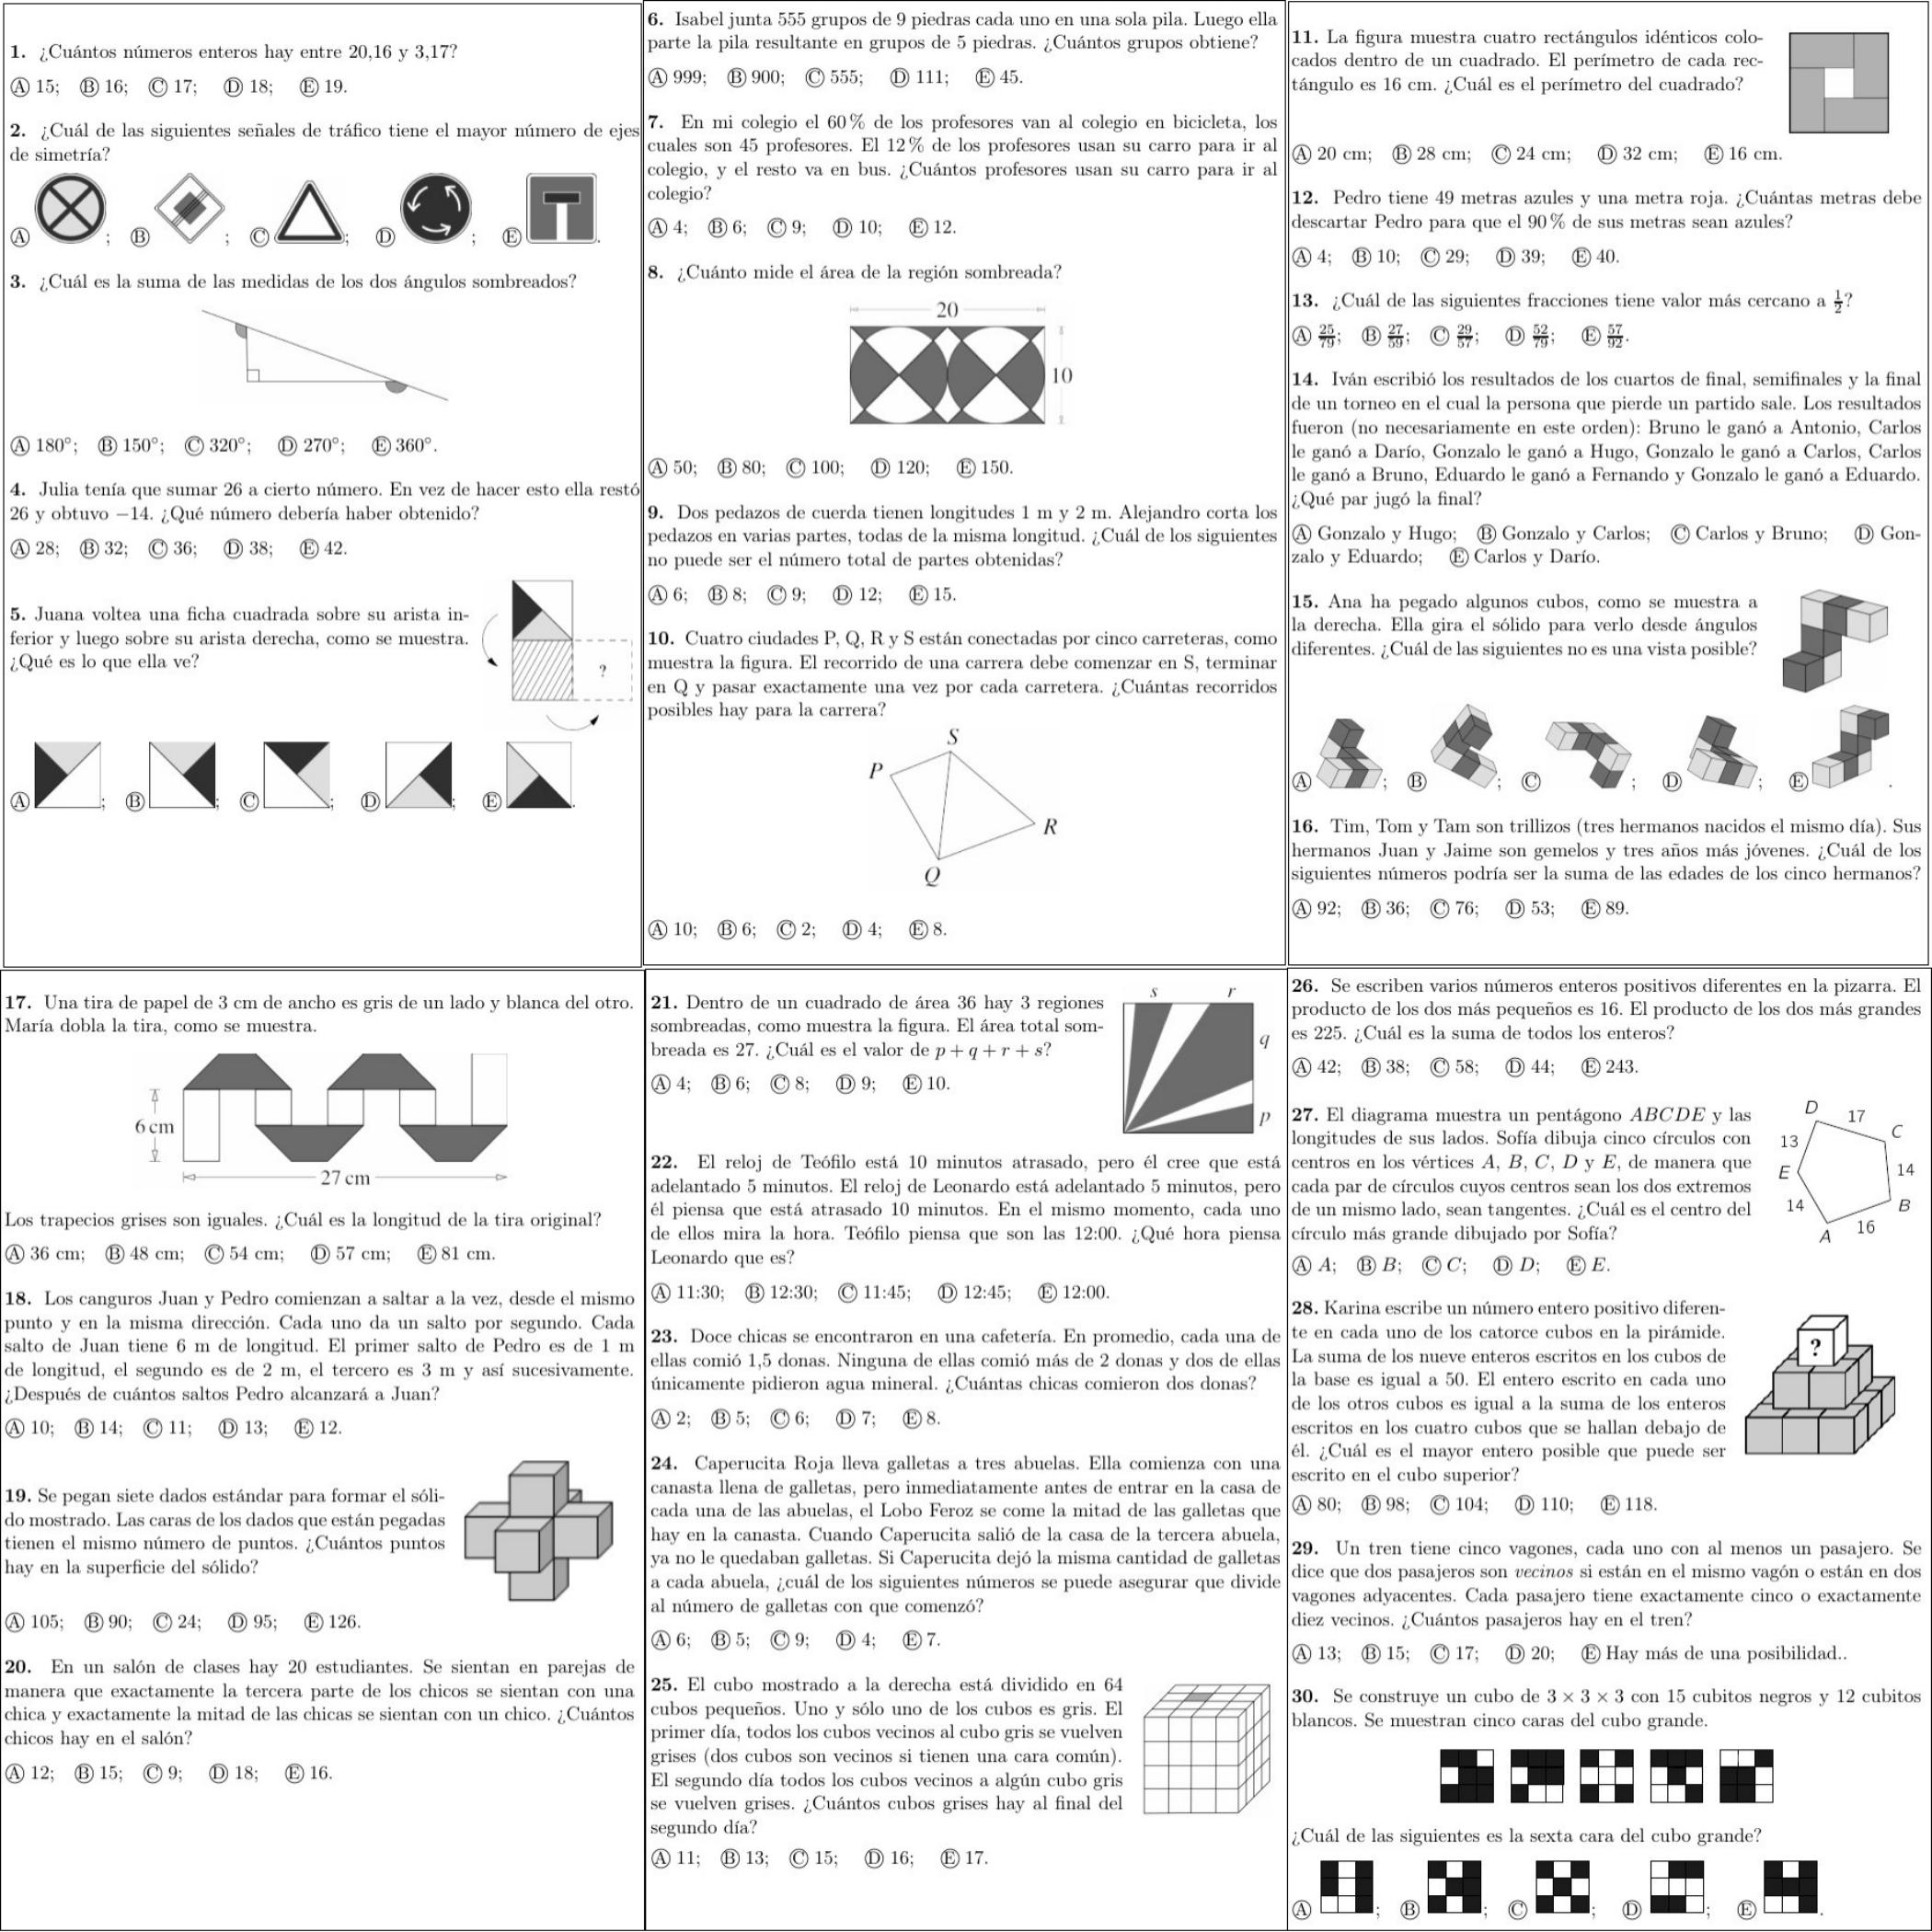 1. ¿Cuántos números enteros hay entre 20,16 y 3,17?
Ⓐ 15; Ⓑ 16; Ⓒ 17; Ⓓ 18; Ⓔ 19.
2. ¿Cuál de las siguientes señales de tráfico tiene el mayor número de ejes
de simetría?
Ⓐ ; Ⓑ ; Ⓒ ; Ⓓ ; Ⓔ .
3. ¿Cuál es la suma de las medidas de los dos ángulos sombreados?
Ⓐ 180°; Ⓑ 150°; Ⓒ 320°; Ⓓ 270°; Ⓔ 360°.
4. Julia tenía que sumar 26 a cierto número. En vez de hacer esto ella restó
26 y obtuvo −14. ¿Qué número debería haber obtenido?
Ⓐ 28; Ⓑ 32; Ⓒ 36; Ⓓ 38; Ⓔ 42.
5. Juana voltea una ficha cuadrada sobre su arista in-
ferior y luego sobre su arista derecha, como se muestra.
¿Qué es lo que ella ve?
?
Ⓐ ; Ⓑ ; Ⓒ ; Ⓓ ; Ⓔ .
6. Isabel junta 555 grupos de 9 piedras cada uno en una sola pila. Luego ella
parte la pila resultante en grupos de 5 piedras. ¿Cuántos grupos obtiene?
Ⓐ 999; Ⓑ 900; Ⓒ 555; Ⓓ 111; Ⓔ 45.
7. En mi colegio el 60 % de los profesores van al colegio en bicicleta, los
cuales son 45 profesores. El 12 % de los profesores usan su carro para ir al
colegio, y el resto va en bus. ¿Cuántos profesores usan su carro para ir al
colegio?
Ⓐ 4; Ⓑ 6; Ⓒ 9; Ⓓ 10; Ⓔ 12.
8. ¿Cuánto mide el área de la región sombreada?
20
10
Ⓐ 50; Ⓑ 80; Ⓒ 100; Ⓓ 120; Ⓔ 150.
9. Dos pedazos de cuerda tienen longitudes 1 m y 2 m. Alejandro corta los
pedazos en varias partes, todas de la misma longitud. ¿Cuál de los siguientes
no puede ser el número total de partes obtenidas?
Ⓐ 6; Ⓑ 8; Ⓒ 9; Ⓓ 12; Ⓔ 15.
10. Cuatro ciudades P, Q, R y S están conectadas por cinco carreteras, como
muestra la figura. El recorrido de una carrera debe comenzar en S, terminar
en Q y pasar exactamente una vez por cada carretera. ¿Cuántas recorridos
posibles hay para la carrera?
S
P
R
Q
Ⓐ 10; Ⓑ 6; Ⓒ 2; Ⓓ 4; Ⓔ 8.
11. La figura muestra cuatro rectángulos idénticos colo-
cados dentro de un cuadrado. El perímetro de cada rec-
tángulo es 16 cm. ¿Cuál es el perímetro del cuadrado?
Ⓐ 20 cm; Ⓑ 28 cm; Ⓒ 24 cm; Ⓓ 32 cm; Ⓔ 16 cm.
12. Pedro tiene 49 metras azules y una metra roja. ¿Cuántas metras debe
descartar Pedro para que el 90 % de sus metras sean azules?
Ⓐ 4; Ⓑ 10; Ⓒ 29; Ⓓ 39; Ⓔ 40.
13. ¿Cuál de las siguientes fracciones tiene valor más cercano a 1/2?
Ⓐ 25/79; Ⓑ 27/59; Ⓒ 29/57; Ⓓ 52/79; Ⓔ 57/92.
14. Iván escribió los resultados de los cuartos de final, semifinales y la final
de un torneo en el cual la persona que pierde un partido sale. Los resultados
fueron (no necesariamente en este orden): Bruno le ganó a Antonio, Carlos
le ganó a Darío, Gonzalo le ganó a Hugo, Gonzalo le ganó a Carlos, Carlos
le ganó a Bruno, Eduardo le ganó a Fernando y Gonzalo le ganó a Eduardo.
¿Qué par jugó la final?
Ⓐ Gonzalo y Hugo; Ⓑ Gonzalo y Carlos; Ⓒ Carlos y Bruno; Ⓓ Gon-
zalo y Eduardo; Ⓔ Carlos y Darío.
15. Ana ha pegado algunos cubos, como se muestra a
la derecha. Ella gira el sólido para verlo desde ángulos
diferentes. ¿Cuál de las siguientes no es una vista posible?
Ⓐ ; Ⓑ ; Ⓒ ; Ⓓ ; Ⓔ .
16. Tim, Tom y Tam son trillizos (tres hermanos nacidos el mismo día). Sus
hermanos Juan y Jaime son gemelos y tres años más jóvenes. ¿Cuál de los
siguientes números podría ser la suma de las edades de los cinco hermanos?
Ⓐ 92; Ⓑ 36; Ⓒ 76; Ⓓ 53; Ⓔ 89.
17. Una tira de papel de 3 cm de ancho es gris de un lado y blanca del otro.
María dobla la tira, como se muestra.
6 cm
27 cm
Los trapecios grises son iguales. ¿Cuál es la longitud de la tira original?
Ⓐ 36 cm; Ⓑ 48 cm; Ⓒ 54 cm; Ⓓ 57 cm; Ⓔ 81 cm.
18. Los canguros Juan y Pedro comienzan a saltar a la vez, desde el mismo
punto y en la misma dirección. Cada uno da un salto por segundo. Cada
salto de Juan tiene 6 m de longitud. El primer salto de Pedro es de 1 m
de longitud, el segundo es de 2 m, el tercero es 3 m y así sucesivamente.
¿Después de cuántos saltos Pedro alcanzará a Juan?
Ⓐ 10; Ⓑ 14; Ⓒ 11; Ⓓ 13; Ⓔ 12.
19. Se pegan siete dados estándar para formar el sóli-
do mostrado. Las caras de los dados que están pegadas
tienen el mismo número de puntos. ¿Cuántos puntos
hay en la superficie del sólido?
Ⓐ 105; Ⓑ 90; Ⓒ 24; Ⓓ 95; Ⓔ 126.
20. En un salón de clases hay 20 estudiantes. Se sientan en parejas de
manera que exactamente la tercera parte de los chicos se sientan con una
chica y exactamente la mitad de las chicas se sientan con un chico. ¿Cuántos
chicos hay en el salón?
Ⓐ 12; Ⓑ 15; Ⓒ 9; Ⓓ 18; Ⓔ 16.
21. Dentro de un cuadrado de área 36 hay 3 regiones
sombreadas, como muestra la figura. El área total som-
breada es 27. ¿Cuál es el valor de p + q + r + s?
s r
q
p
Ⓐ 4; Ⓑ 6; Ⓒ 8; Ⓓ 9; Ⓔ 10.
22. El reloj de Teófilo está 10 minutos atrasado, pero él cree que está
adelantado 5 minutos. El reloj de Leonardo está adelantado 5 minutos, pero
él piensa que está atrasado 10 minutos. En el mismo momento, cada uno
de ellos mira la hora. Teófilo piensa que son las 12:00. ¿Qué hora piensa
Leonardo que es?
Ⓐ 11:30; Ⓑ 12:30; Ⓒ 11:45; Ⓓ 12:45; Ⓔ 12:00.
23. Doce chicas se encontraron en una cafetería. En promedio, cada una de
ellas comió 1,5 donas. Ninguna de ellas comió más de 2 donas y dos de ellas
únicamente pidieron agua mineral. ¿Cuántas chicas comieron dos donas?
Ⓐ 2; Ⓑ 5; Ⓒ 6; Ⓓ 7; Ⓔ 8.
24. Caperucita Roja lleva galletas a tres abuelas. Ella comienza con una
canasta llena de galletas, pero inmediatamente antes de entrar en la casa de
cada una de las abuelas, el Lobo Feroz se come la mitad de las galletas que
hay en la canasta. Cuando Caperucita salió de la casa de la tercera abuela,
ya no le quedaban galletas. Si Caperucita dejó la misma cantidad de galletas
a cada abuela, ¿cuál de los siguientes números se puede asegurar que divide
al número de galletas con que comenzó?
Ⓐ 6; Ⓑ 5; Ⓒ 9; Ⓓ 4; Ⓔ 7.
25. El cubo mostrado a la derecha está dividido en 64
cubos pequeños. Uno y sólo uno de los cubos es gris. El
primer día, todos los cubos vecinos al cubo gris se vuelven
grises (dos cubos son vecinos si tienen una cara común).
El segundo día todos los cubos vecinos a algún cubo gris
se vuelven grises. ¿Cuántos cubos grises hay al final del
segundo día?
Ⓐ 11; Ⓑ 13; Ⓒ 15; Ⓓ 16; Ⓔ 17.
26. Se escriben varios números enteros positivos diferentes en la pizarra. El
producto de los dos más pequeños es 16. El producto de los dos más grandes
es 225. ¿Cuál es la suma de todos los enteros?
Ⓐ 42; Ⓑ 38; Ⓒ 58; Ⓓ 44; Ⓔ 243.
27. El diagrama muestra un pentágono ABCDE y las
longitudes de sus lados. Sofía dibuja cinco círculos con
centros en los vértices A, B, C, D y E, de manera que
cada par de círculos cuyos centros sean los dos extremos
de un mismo lado, sean tangentes. ¿Cuál es el centro del
círculo más grande dibujado por Sofía?
D 17
C
13
E 14
14 B
A 16
Ⓐ A; Ⓑ B; Ⓒ C; Ⓓ D; Ⓔ E.
28. Karina escribe un número entero positivo diferen-
te en cada uno de los catorce cubos en la pirámide.
La suma de los nueve enteros escritos en los cubos de
la base es igual a 50. El entero escrito en cada uno
de los otros cubos es igual a la suma de los enteros
escritos en los cuatro cubos que se hallan debajo de
él. ¿Cuál es el mayor entero posible que puede ser
escrito en el cubo superior?
?
Ⓐ 80; Ⓑ 98; Ⓒ 104; Ⓓ 110; Ⓔ 118.
29. Un tren tiene cinco vagones, cada uno con al menos un pasajero. Se
dice que dos pasajeros son vecinos si están en el mismo vagón o están en dos
vagones adyacentes. Cada pasajero tiene exactamente cinco o exactamente
diez vecinos. ¿Cuántos pasajeros hay en el tren?
Ⓐ 13; Ⓑ 15; Ⓒ 17; Ⓓ 20; Ⓔ Hay más de una posibilidad..
30. Se construye un cubo de 3 × 3 × 3 con 15 cubitos negros y 12 cubitos
blancos. Se muestran cinco caras del cubo grande.
¿Cuál de las siguientes es la sexta cara del cubo grande?
Ⓐ ; Ⓑ ; Ⓒ ; Ⓓ ; Ⓔ .